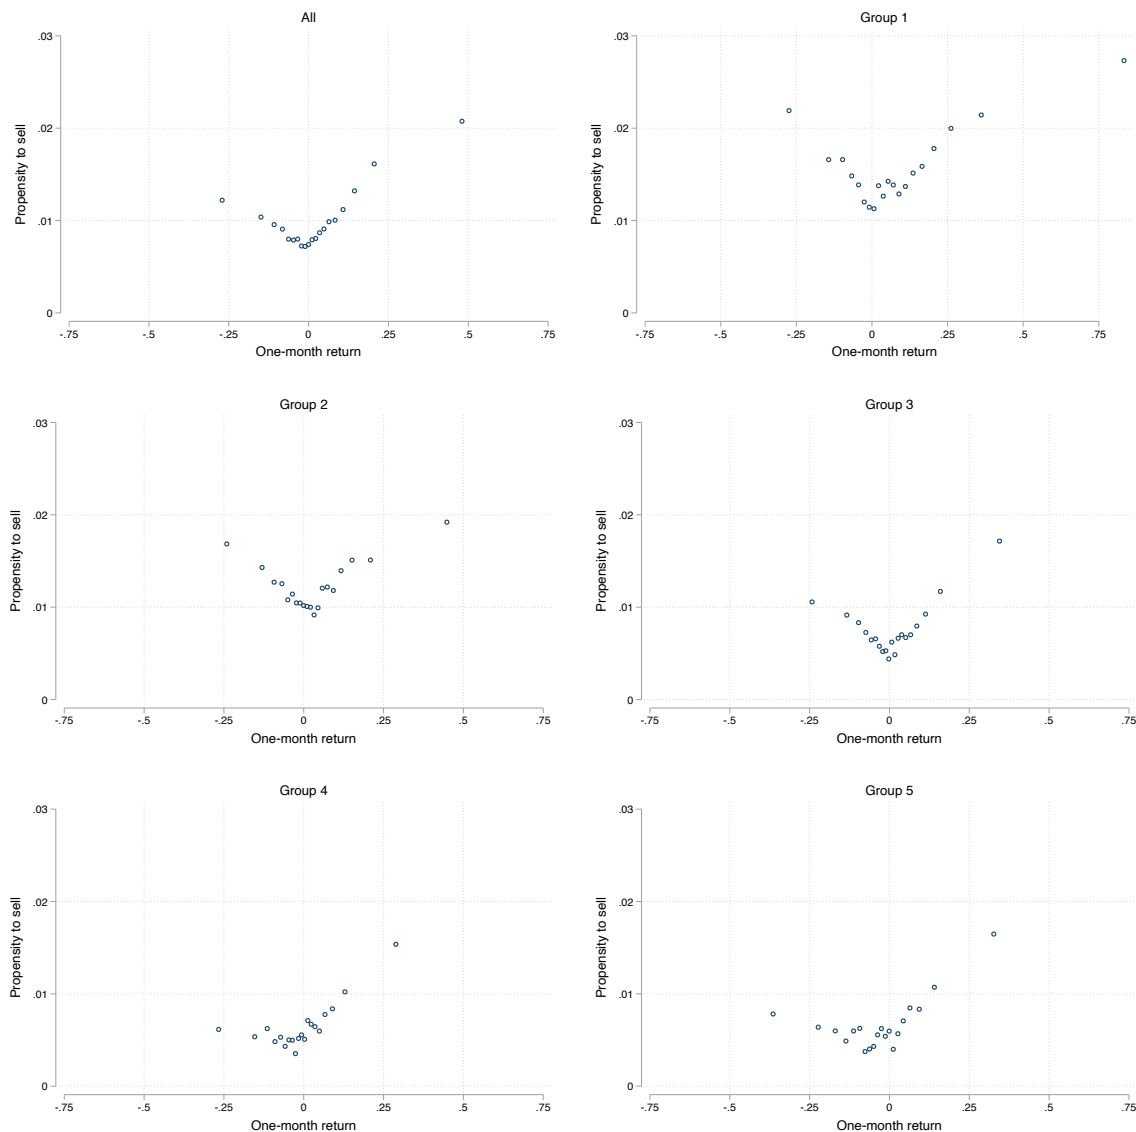 All
.03
.02
.01
0
Propensity to sell
-.75 -.5 -.25 0 .25 .5 .75
One-month return
Group 1
.03
.02
.01
0
Propensity to sell
-.75 -.5 -.25 0 .25 .5 .75
One-month return
Group 2
.03
.02
.01
0
Propensity to sell
-.75 -.5 -.25 0 .25 .5 .75
One-month return
Group 3
.03
.02
.01
0
Propensity to sell
-.75 -.5 -.25 0 .25 .5 .75
One-month return
Group 4
.03
.02
.01
0
Propensity to sell
-.75 -.5 -.25 0 .25 .5 .75
One-month return
Group 5
.03
.02
.01
0
Propensity to sell
-.75 -.5 -.25 0 .25 .5 .75
One-month return